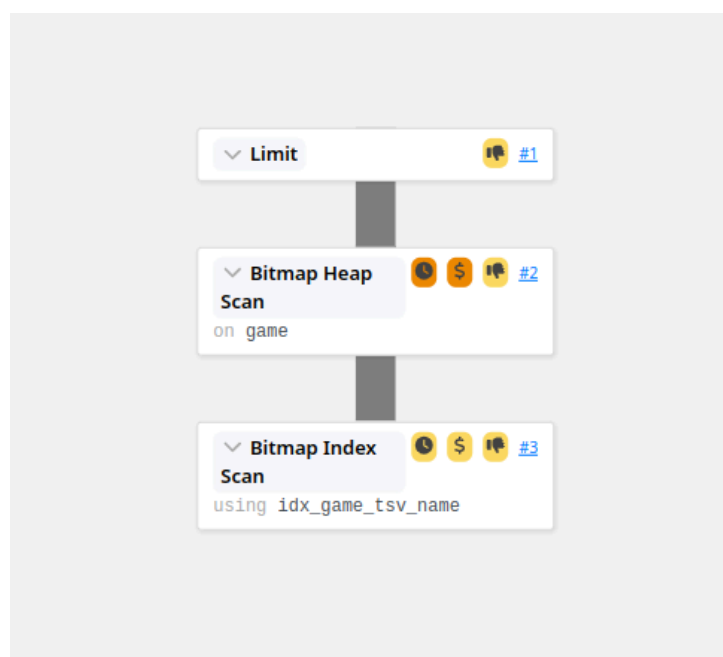 Limit #1
Bitmap Heap $ #2
Scan
on game
Bitmap Index $ #3
Scan
using idx_game_tsv_name